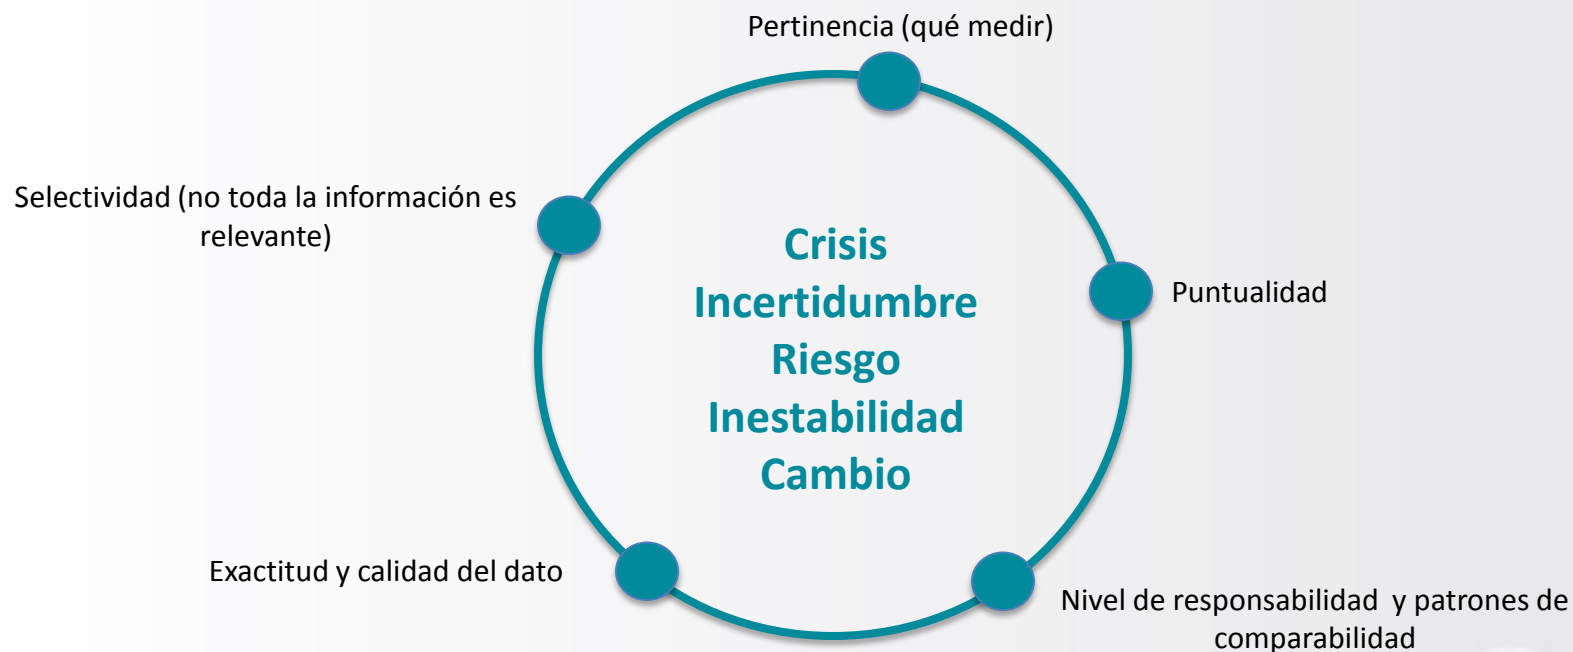 Pertinencia (qué medir)
Selectividad (no toda la información es
relevante)
Crisis
Incertidumbre
Riesgo
Inestabilidad
Cambio
Puntualidad
Exactitud y calidad del dato
Nivel de responsabilidad  y patrones de
comparabilidad